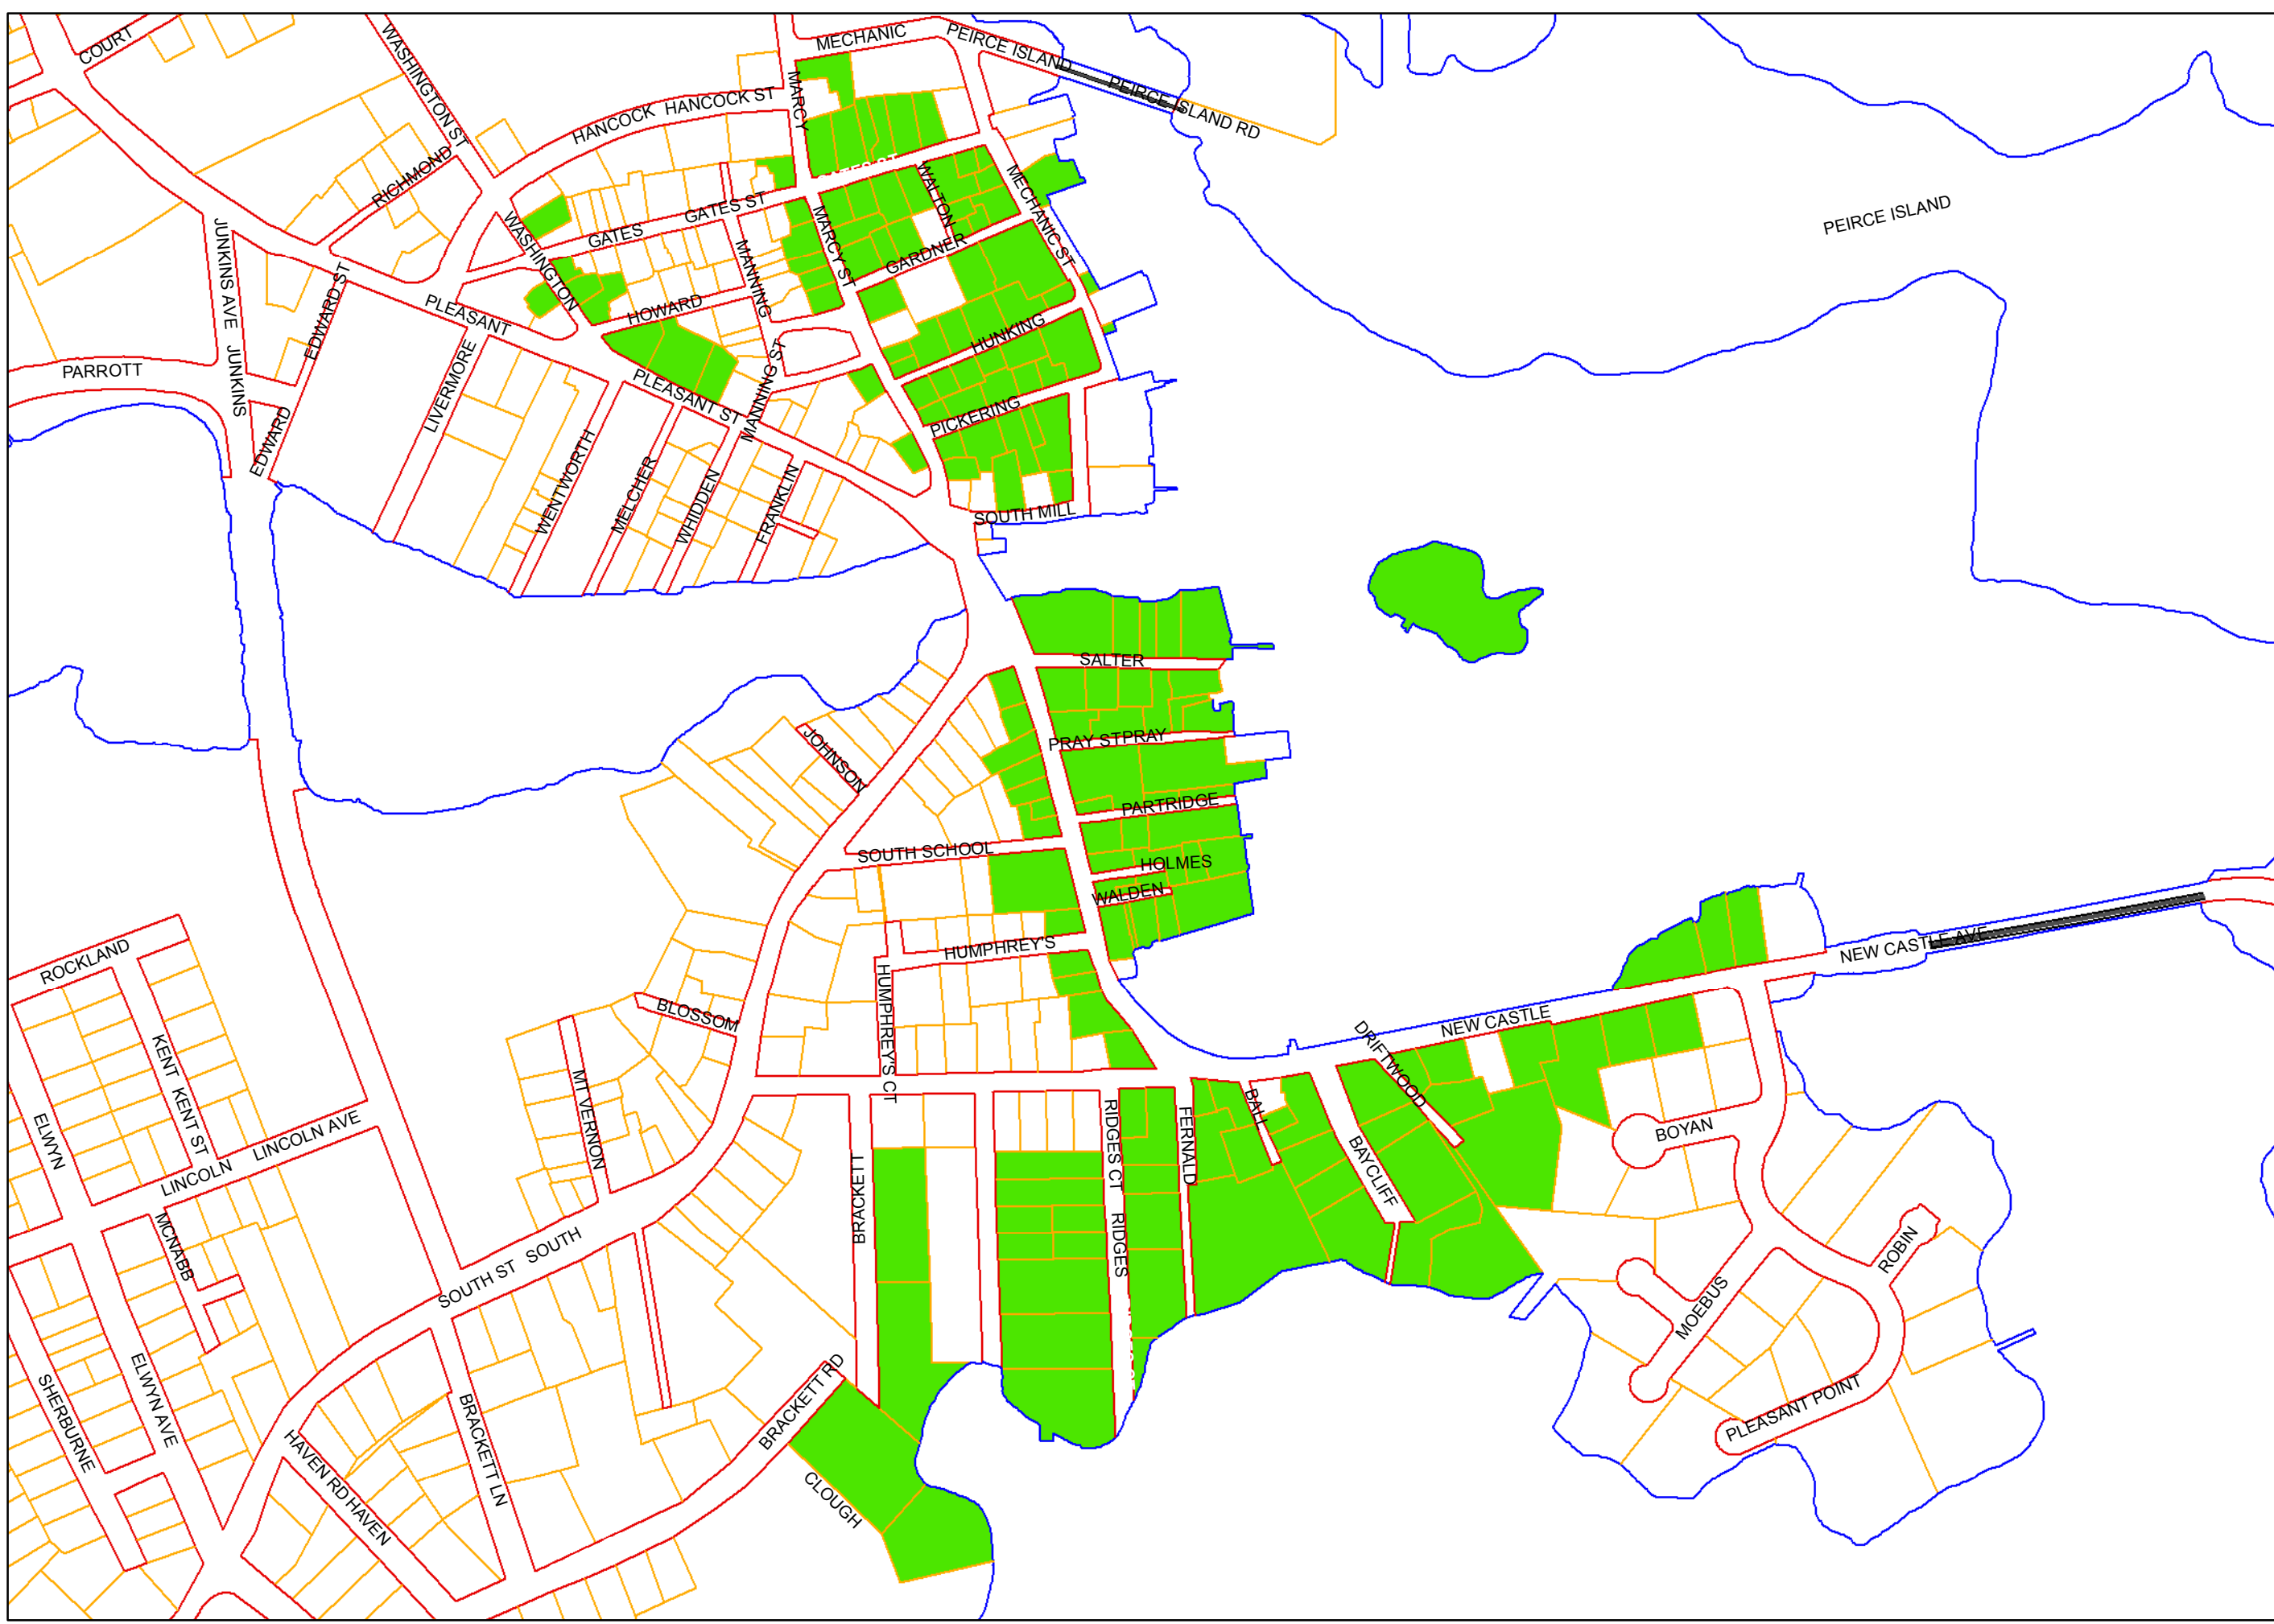 COURT
WASHINGTON ST
MECHANIC
PEIRCE ISLAND
PEIRCE ISLAND RD
MARCY
HANCOCK
HANCOCK ST
RICHMOND
WALTON
MECHANIC ST
PEIRCE ISLAND
GATES ST
GATES
WASHINGTON
MARCY ST
MANNING
GARDNER
JUNKINS AVE
EDWARD ST
PLEASANT
HOWARD
HUNKING
PARROTT
JUNKINS
LIVERMORE
PLEASANT ST
MANNING ST
EDWARD
PICKERING
WENTWORTH
MELCHER
WHIDDEN
FRANKLIN
SOUTH MILL
SALTER
PRAY ST
PRAY
JOHNSON
PARTRIDGE
SOUTH SCHOOL
HOLMES
WALDEN
HUMPHREY'S
NEW CASTLE AVE
ROCKLAND
BLOSSOM
HUMPHREY'S CT
NEW CASTLE
DRIFTWOOD
KENT
KENT ST
MT VERNON
ELWYN
LINCOLN
LINCOLN AVE
RIDGES CT
FERNALD
BALL
BOYAN
BAYCLIFF
BRACKETT
RIDGES
MCNABB
SOUTH ST
SOUTH
ROBIN
MOEBUS
SHERBURNE
ELWYN AVE
BRACKETT LN
BRACKETT RD
PLEASANT POINT
HAVEN RD
HAVEN
CLOUGH